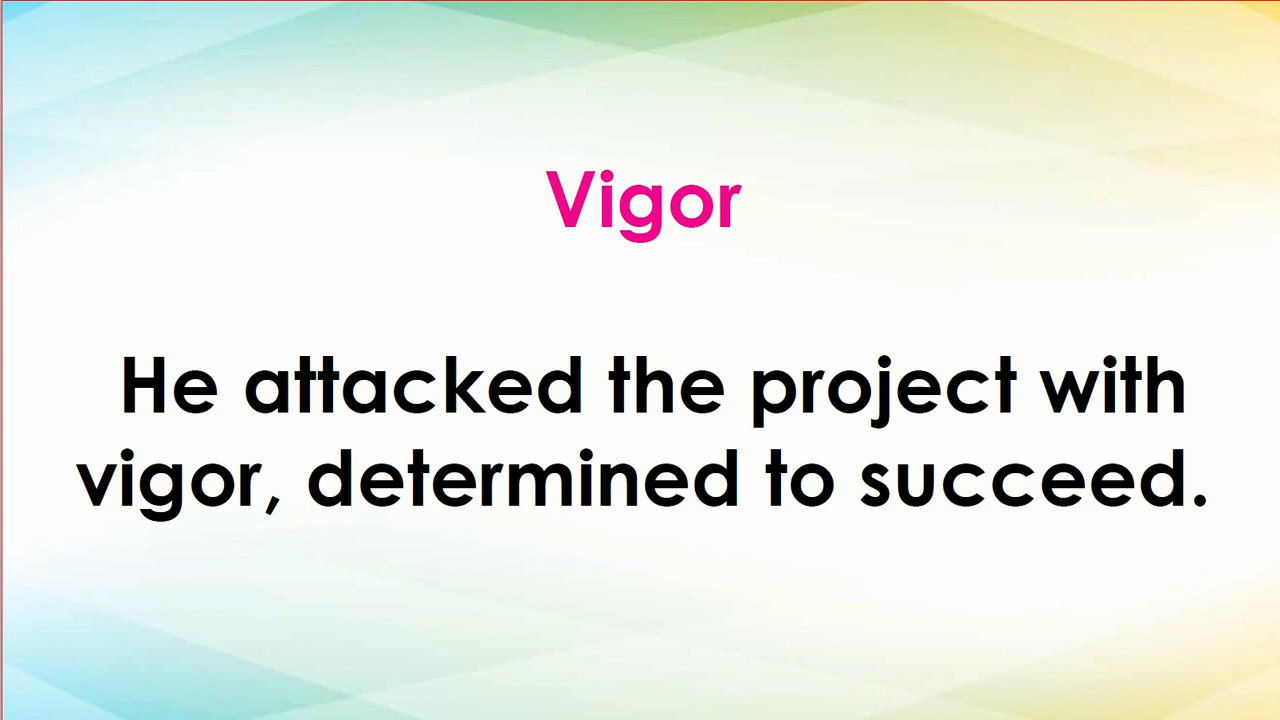 Vigor
He attacked the project with
vigor, determined to succeed.